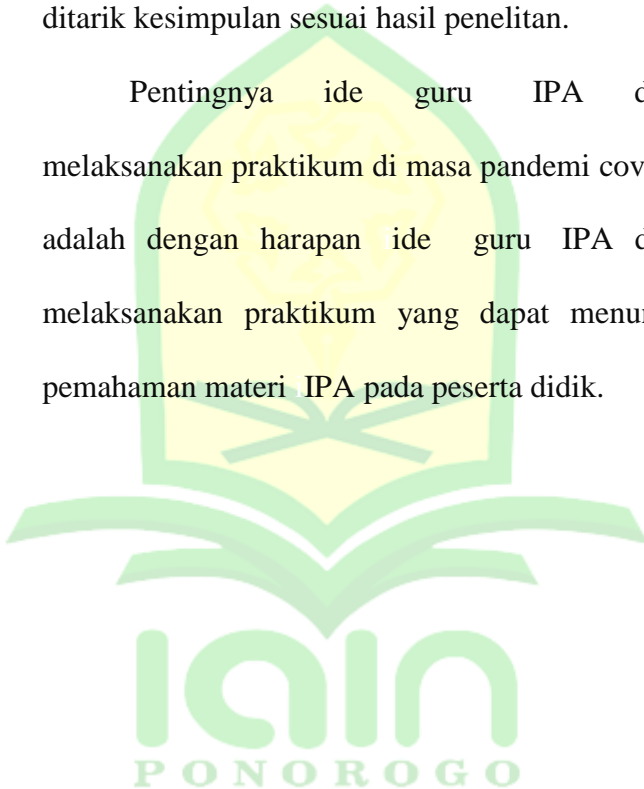 ditarik kesimpulan sesuai hasil penelitan.
Pentingnya ide guru IPA d
melaksanakan praktikum di masa pandemi cov
adalah dengan harapan ide guru IPA d
melaksanakan praktikum yang dapat menu
pemahaman materi IPA pada peserta didik.
iain
PONOROGO